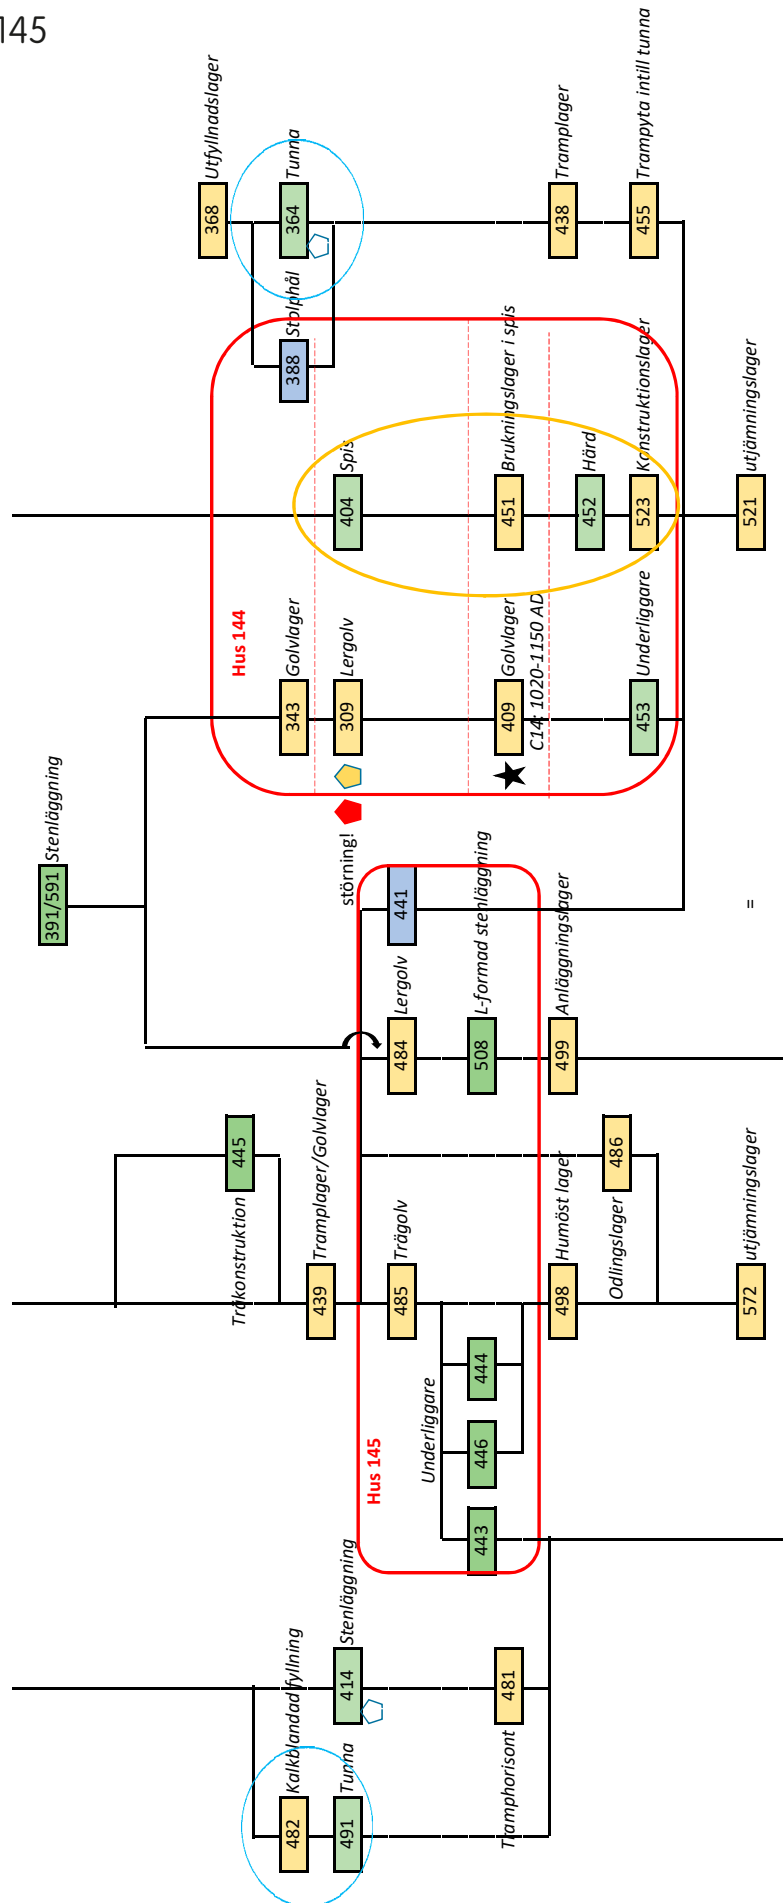 145
368
Utfyllnadslager
364
Tunna
388
Stolphål
438
Tramplager
455
Trampyta intill tunna
404
Spis
451
Brukningslager i spis
452
Härd
523
Konstruktionslager
521
utjämningslager
Hus 144
343
Golvlager
309
Lergolv
409
Golvlager
C14: 1020-1150 AD
453
Underliggare
391/591
Stenläggning
störning!
441
484
Lergolv
508
L-formad stenläggning
499
Anläggningslager
=
445
Träkonstruktion
439
Tramplager/Golvlager
485
Trägolv
486
Odlingslager
498
Humöst lager
572
utjämningslager
Underliggare
444
446
443
Hus 145
414
Stenläggning
481
Tramphorisont
482
Kalkblandad fyllning
491
Tunna